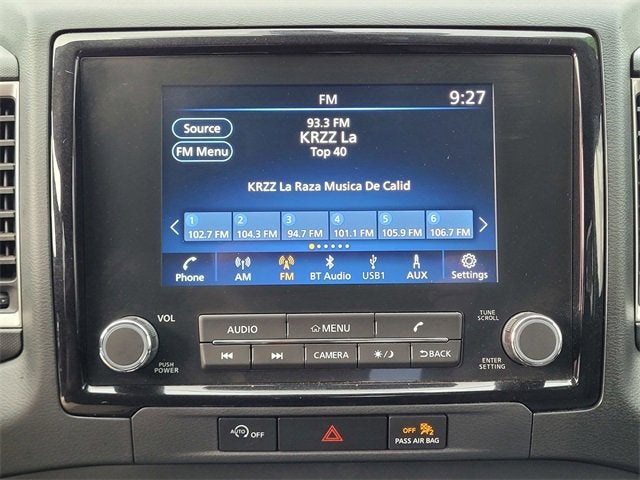 FM 9:27
Source
93.3 FM
KRZZ La
FM Menu
Top 40
KRZZ La Raza Musica De Calid
1 2 3 4 5 6
102.7 FM 104.3 FM 94.7 FM 101.1 FM 105.9 FM 106.7 FM
Phone AM FM BT Audio USB1 AUX Settings
VOL
AUDIO MENU
TUNE
SCROLL
CAMERA BACK
PUSH
POWER
ENTER
SETTING
AUTO OFF
OFF 2
PASS AIR BAG